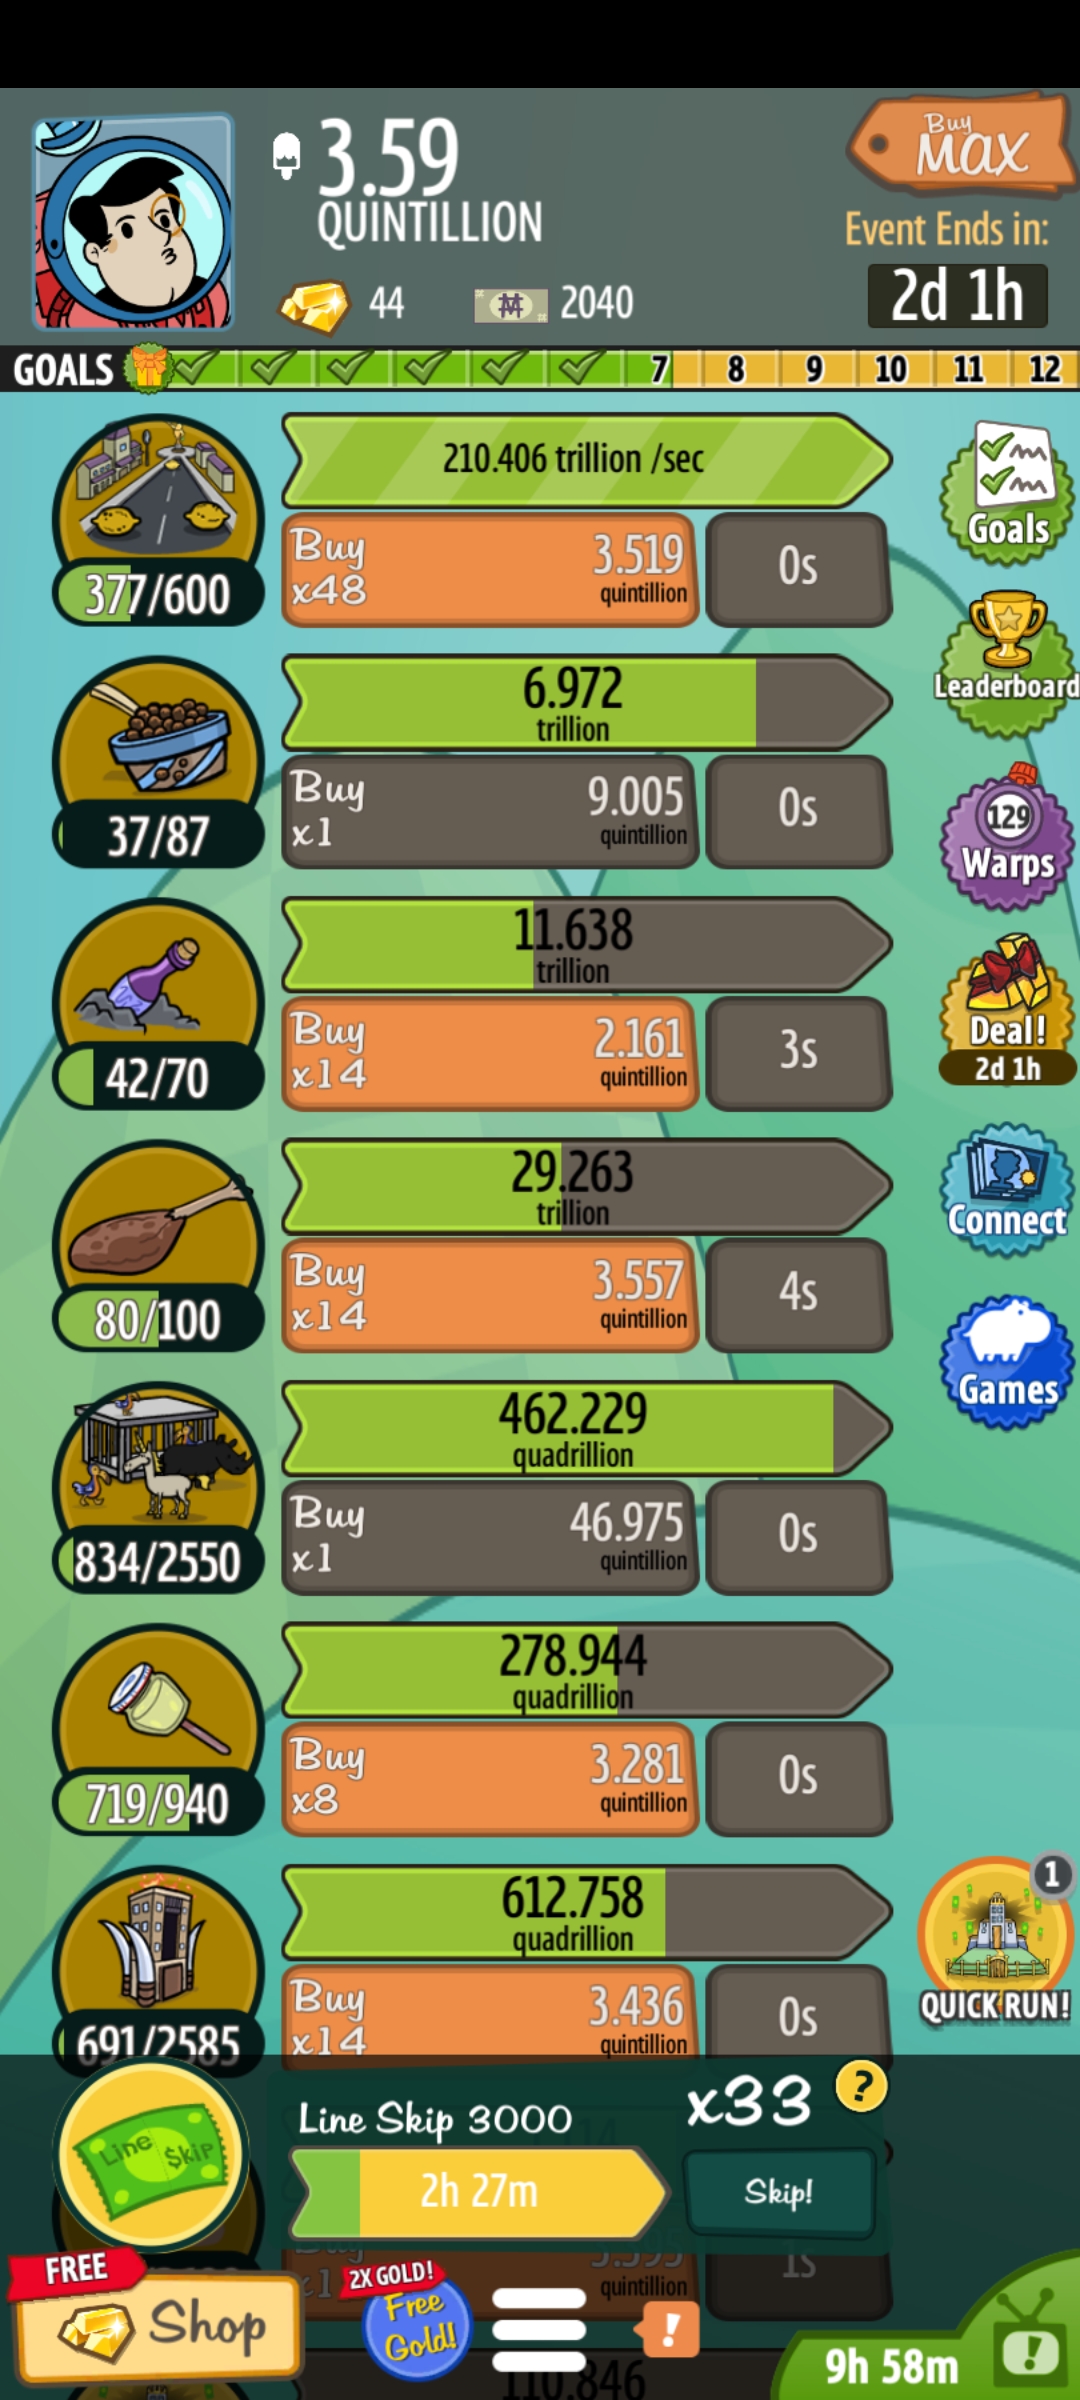 3.59
QUINTILLION
Buy
MAX
Event Ends in:
2d 1h
44
2040
GOALS
7 8 9 10 11 12
210.406 trillion /sec
Buy
x48
3.519
quintillion
0s
377/600
Goals
Leaderboard
6.972
trillion
Buy
x1
9.005
quintillion
0s
37/87
129
Warps
11.638
trillion
Buy
x14
2.161
quintillion
3s
42/70
Deal!
2d 1h
29.263
trillion
Buy
x14
3.557
quintillion
4s
80/100
Connect
Games
462.229
quadrillion
Buy
x1
46.975
quintillion
0s
834/2550
278.944
quadrillion
Buy
x8
3.281
quintillion
0s
719/940
612.758
quadrillion
Buy
x14
3.436
quintillion
0s
691/2585
1
QUICK RUN!
Line Skip
Line Skip 3000
x33
?
2h 27m
Skip!
Buy
quintillion
1s
FREE
Shop
2X GOLD!
Free
Gold!
!
110.846
9h 58m
!